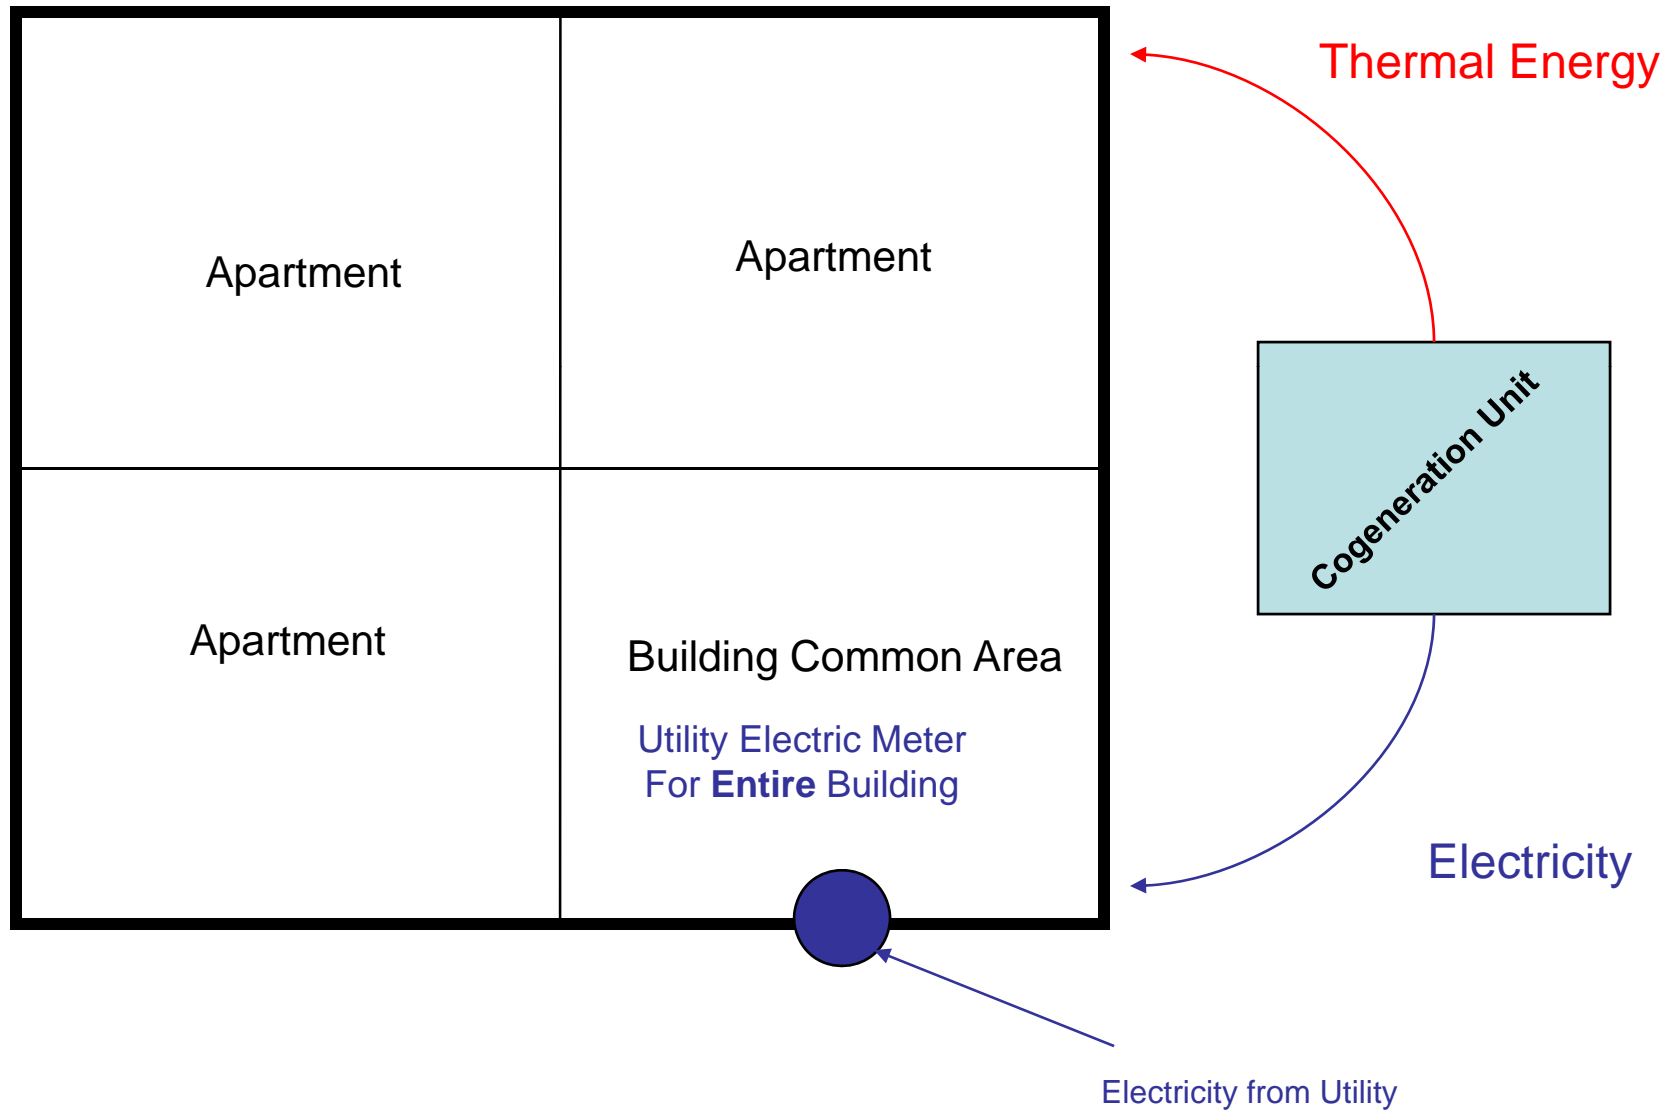 Thermal Energy
Apartment
Apartment
Cogeneration Unit
Apartment
Building Common Area
Utility Electric Meter
For Entire Building
Electricity
Electricity from Utility